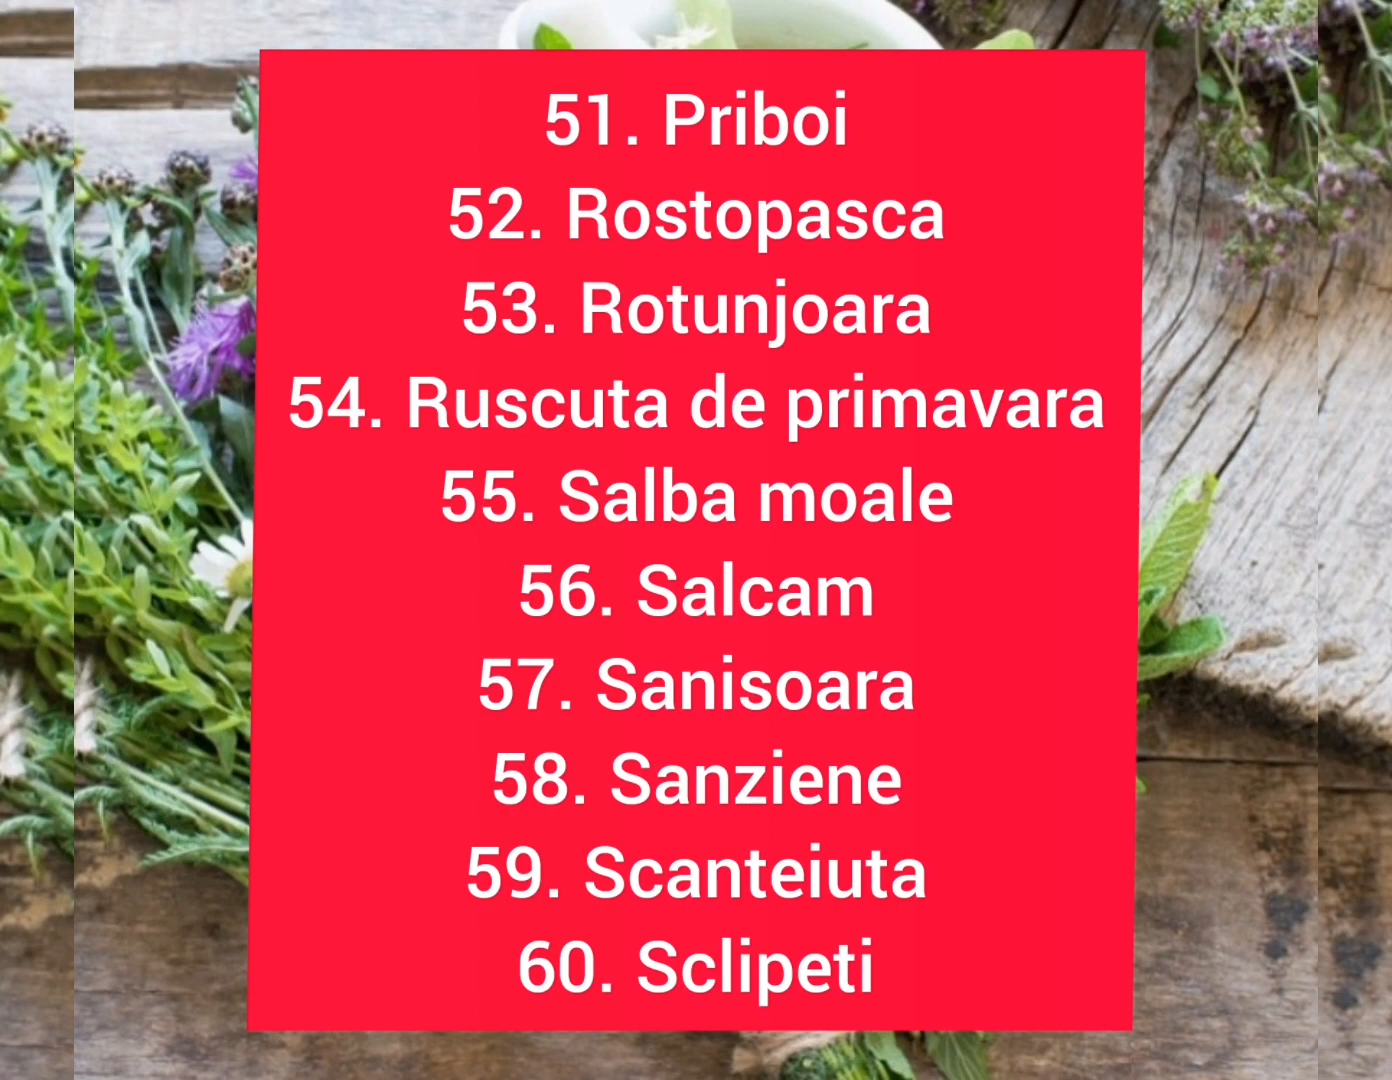 51. Priboi
52. Rostopasca
53. Rotunjoara
54. Ruscuta de primavara
55. Salba moale
56. Salcam
57. Sanisoara
58. Sanziene
59. Scanteiuta
60. Sclipeti